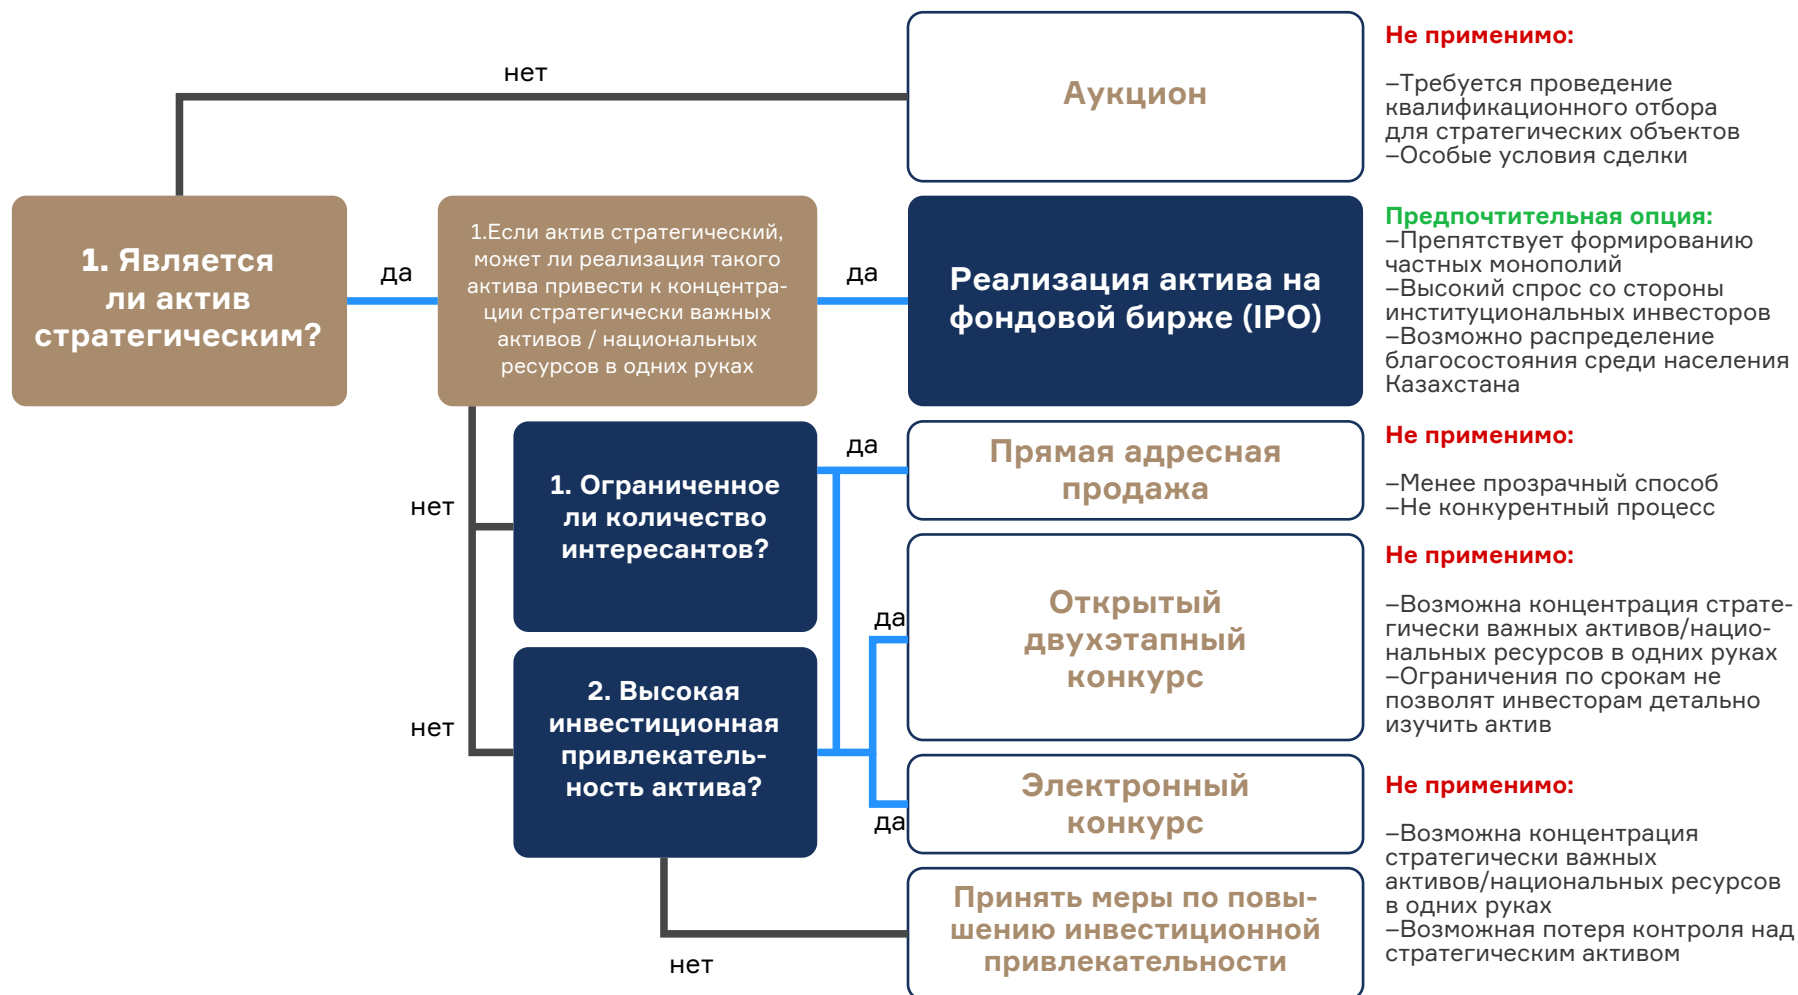 нет
Аукцион
Не применимо:
–Требуется проведение
квалификационного отбора
для стратегических объектов
–Особые условия сделки
1. Является
ли актив
стратегическим?
да
1.Если актив стратегический,
может ли реализация такого
актива привести к концентра-
ции стратегически важных
активов / национальных
ресурсов в одних руках
да
Реализация актива на
фондовой бирже (IPO)
Предпочтительная опция:
–Препятствует формированию
частных монополий
–Высокий спрос со стороны
институциональных инвесторов
–Возможно распределение
благосостояния среди населения
Казахстана
нет
1. Ограниченное
ли количество
интересантов?
да
Прямая адресная
продажа
Не применимо:
–Менее прозрачный способ
–Не конкурентный процесс
нет
2. Высокая
инвестиционная
привлекатель-
ность актива?
да
Открытый
двухэтапный
конкурс
Не применимо:
–Возможна концентрация страте-
гически важных активов/нацио-
нальных ресурсов в одних руках
–Ограничения по срокам не
позволят инвесторам детально
изучить актив
да
Электронный
конкурс
Не применимо:
–Возможна концентрация
стратегически важных
активов/национальных ресурсов
в одних руках
–Возможная потеря контроля над
стратегическим активом
нет
Принять меры по повы-
шению инвестиционной
привлекательности